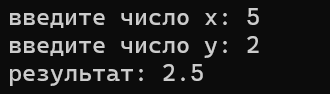 введите число x: 5
введите число y: 2
результат: 2.5